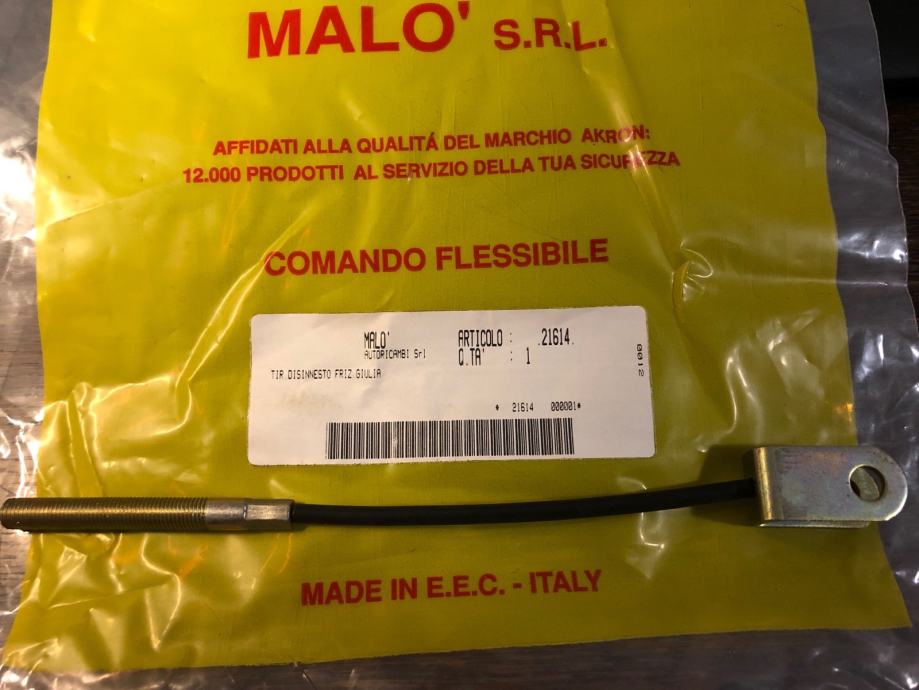 MALO' S.R.L.
AFFIDATI ALLA QUALITÁ DEL MARCHIO AKRON:
12.000 PRODOTTI AL SERVIZIO DELLA TUA SICUREZZA
COMANDO FLESSIBILE
MALO'
AUTORICAMBI Srl
ARTICOLO : .21614.
Q.TA' : 1
0012
TIR.DISINNESTO FRIZ.GIULIA
* 21614 000001*
MADE IN E.E.C. - ITALY